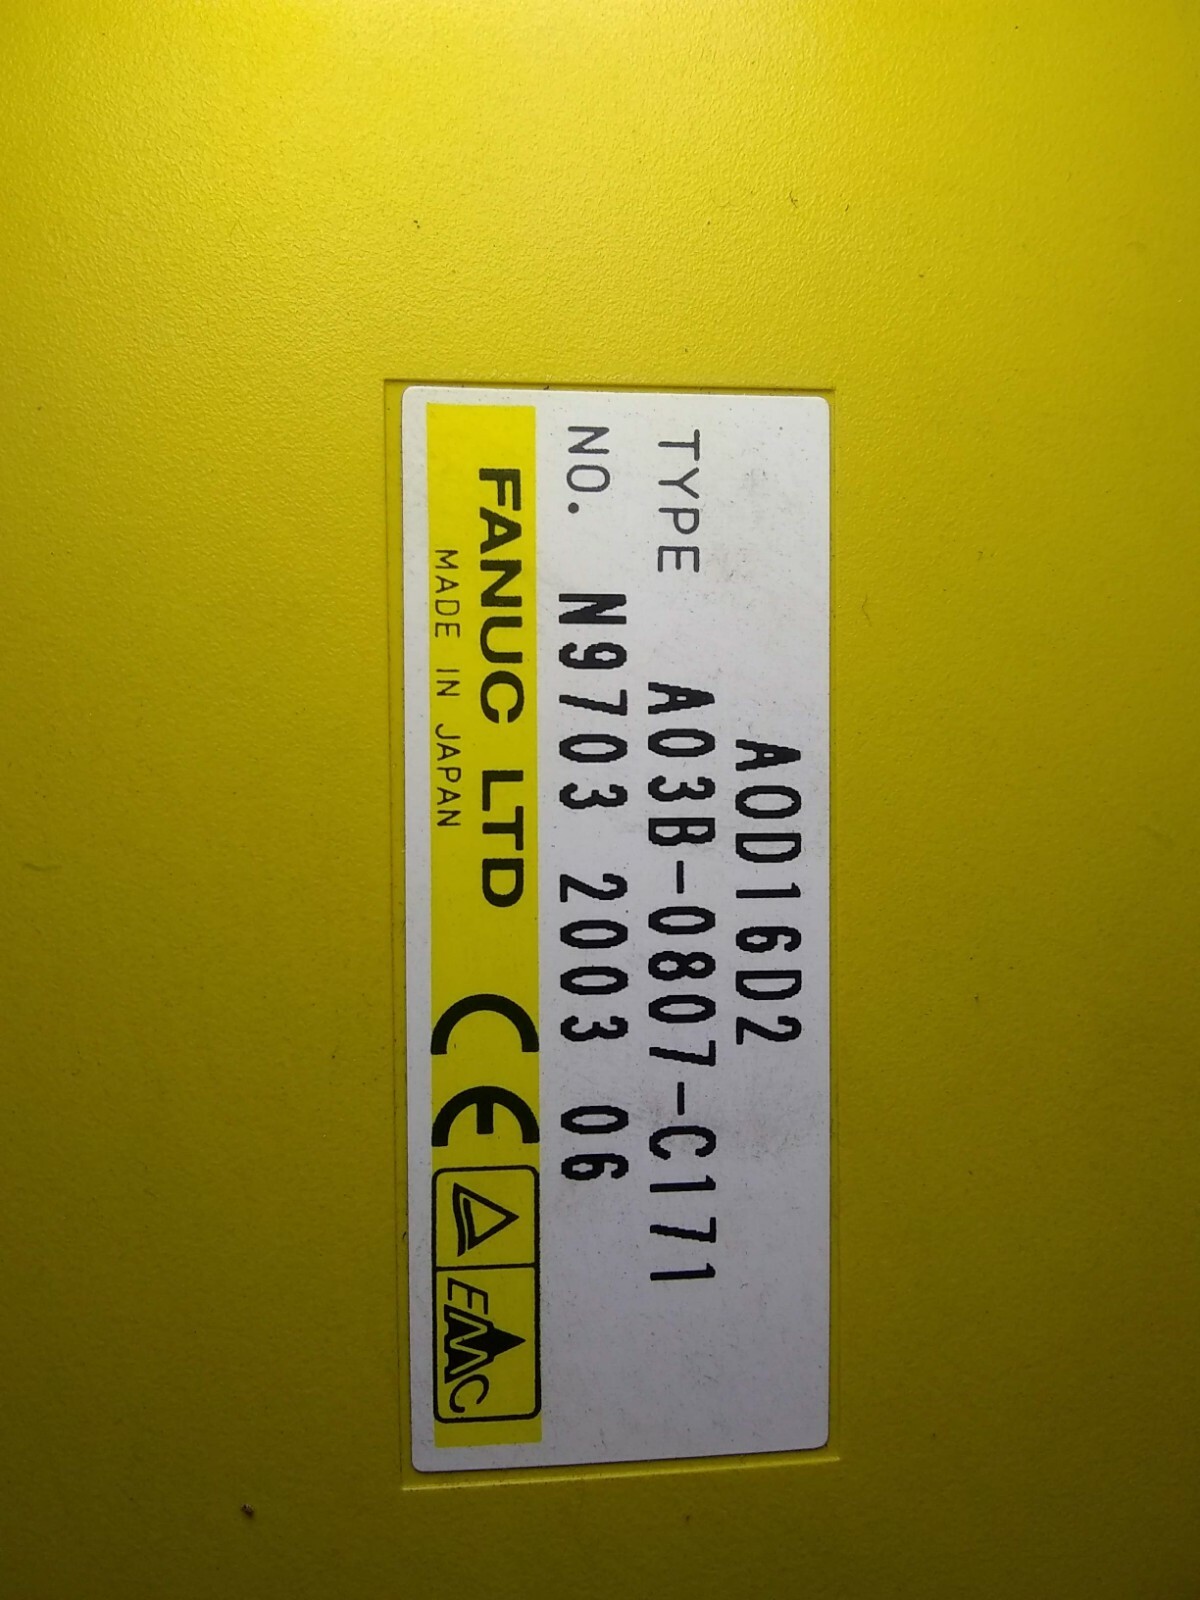 AOD16D2
TYPE A03B-0807-C171
NO. N9703 2003 06
FANUC LTD CE
MADE IN JAPAN
EMC